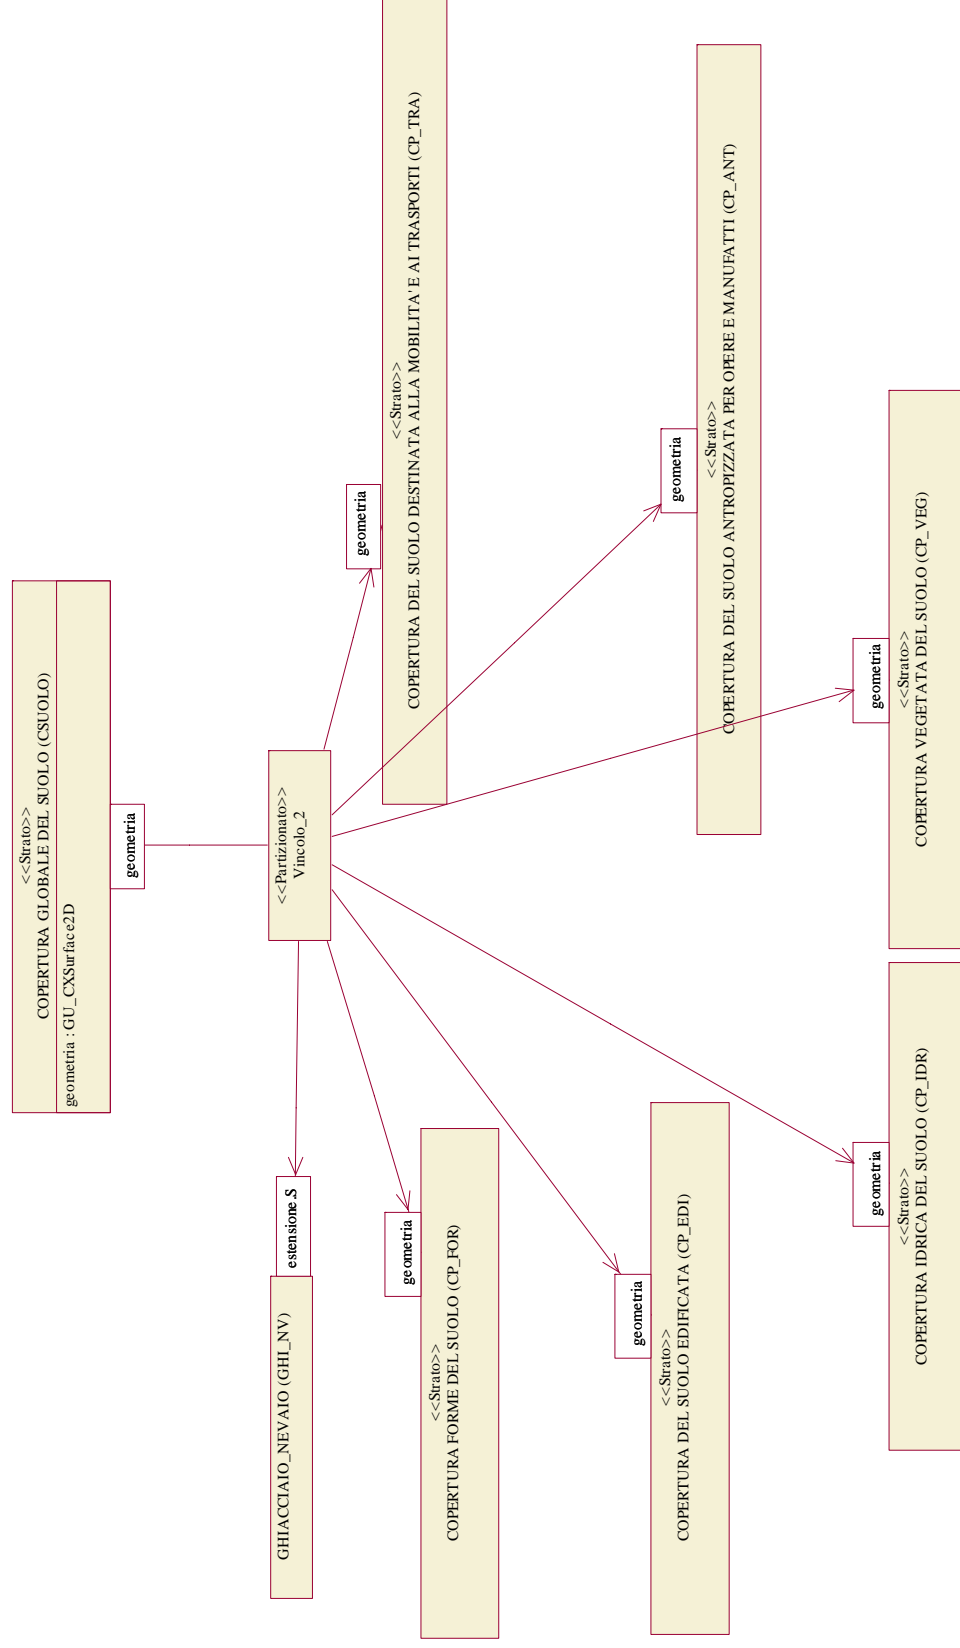 <<Strato>>
COPERTURA GLOBALE DEL SUOLO (CSUOLO)
geometria : GU_CXSurface2D
geometria
<<Partizionato>>
Vincolo_2
estensione.S
GHIACCIAIO_NEVAIO (GHI_NV)
geometria
<<Strato>>
COPERTURA FORME DEL SUOLO (CP_FOR)
geometria
<<Strato>>
COPERTURA DEL SUOLO EDIFICATA (CP_EDI)
geometria
<<Strato>>
COPERTURA IDRICA DEL SUOLO (CP_IDR)
geometria
<<Strato>>
COPERTURA VEGETATA DEL SUOLO (CP_VEG)
geometria
<<Strato>>
COPERTURA DEL SUOLO ANTROPIZZATA PER OPERE E MANUFATTI (CP_ANT)
geometria
<<Strato>>
COPERTURA DEL SUOLO DESTINATA ALLA MOBILITA' E AI TRASPORTI (CP_TRA)